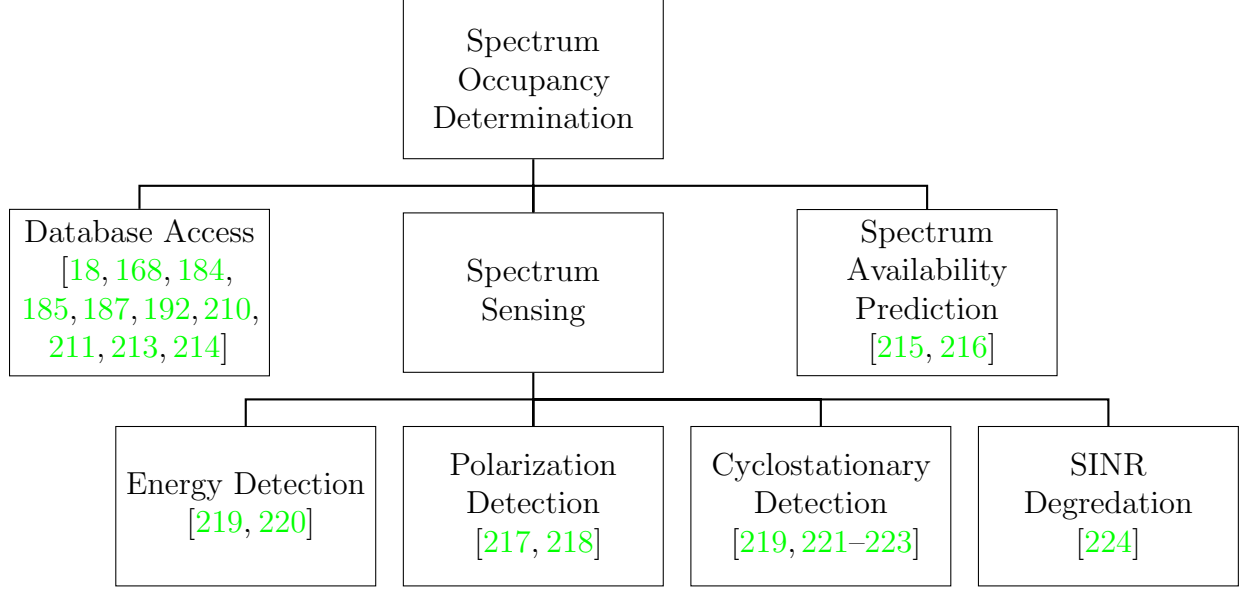 Spectrum
Occupancy
Determination
Database Access
[18, 168, 184,
185, 187, 192, 210,
211, 213, 214]
Spectrum
Sensing
Spectrum
Availability
Prediction
[215, 216]
Energy Detection
[219, 220]
Polarization
Detection
[217, 218]
Cyclostationary
Detection
[219, 221–223]
SINR
Degredation
[224]